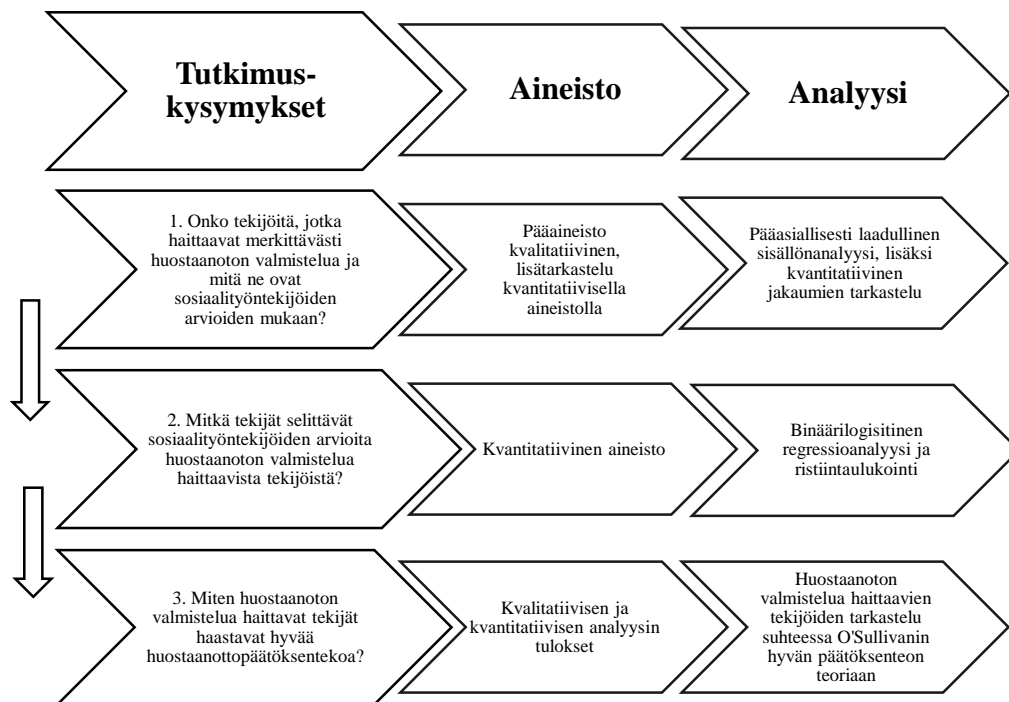 Tutkimus-
kysymykset
Aineisto
Analyysi
1. Onko tekijöitä, jotka
haittaavat merkittävästi
huostaanoton valmistelua ja
mitä ne ovat
sosiaalityöntekijöiden
arvioiden mukaan?
Pääaineisto
kvalitatiivinen,
lisätarkastelu
kvantitatiivisella
aineistolla
Pääasiallisesti laadullinen
sisällönanalyysi, lisäksi
kvantitatiivinen
jakaumien tarkastelu
2. Mitkä tekijät selittävät
sosiaalityöntekijöiden arvioita
huostaanoton valmistelua
haittaavista tekijöistä?
Kvantitatiivinen aineisto
Binäärilogisitinen
regressioanalyysi ja
ristiintaulukointi
3. Miten huostaanoton
valmistelua haittavat tekijät
haastavat hyvää
huostaanottopäätöksentekoa?
Kvalitatiivisen ja
kvantitatiivisen analyysin
tulokset
Huostaanoton
valmistelua haittaavien
tekijöiden tarkastelu
suhteessa O'Sullivanin
hyvän päätöksenteon
teoriaan